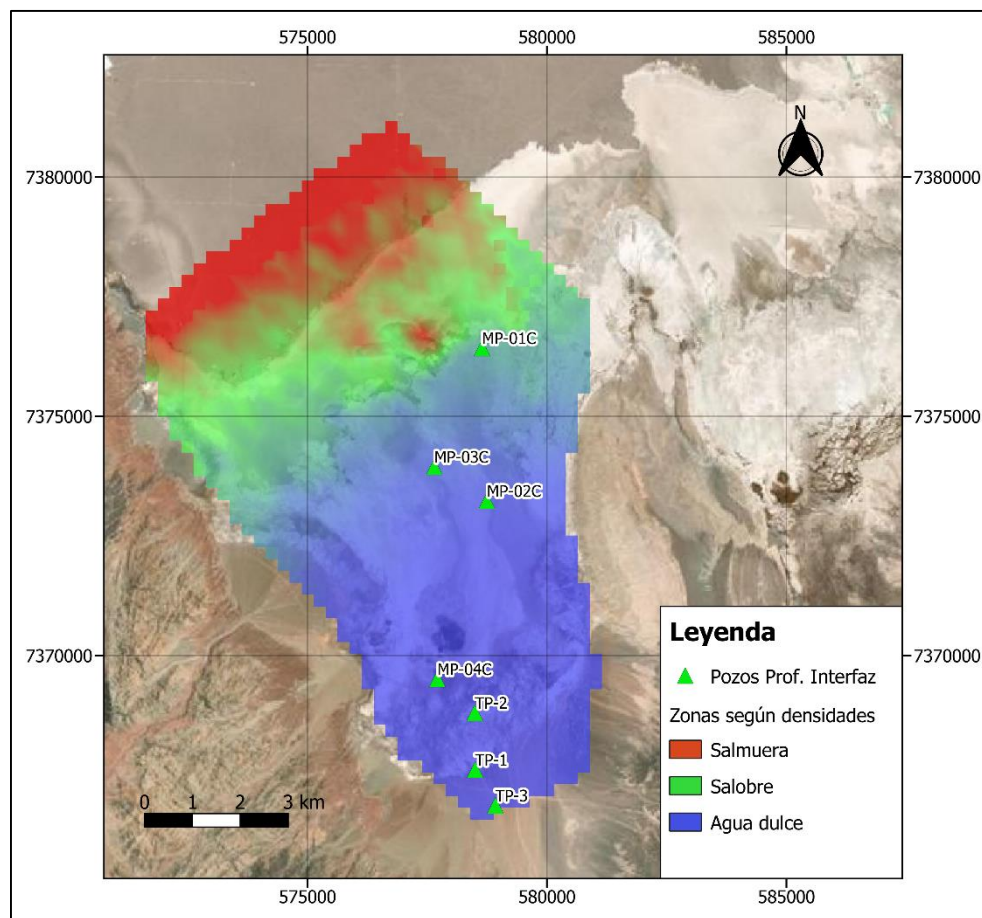 575000 580000 585000
N
7380000 7380000
MP-01C
7375000 7375000
MP-03C
MP-02C
Leyenda
7370000 7370000
MP-04C
Pozos Prof. Interfaz
TP-2
Zonas según densidades
TP-1
Salmuera
TP-3
Salobre
0 1 2 3 km
Agua dulce
575000 580000 585000